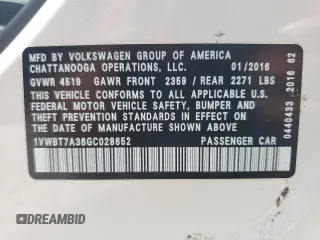 MFD. BY VOLKSWAGEN GROUP OF AMERICA
CHATTANOOGA OPERATIONS, LLC. 01/2016
GVWR 4519 GAWR FRONT 2359 / REAR 2271 LBS
THIS VEHICLE CONFORMS TO ALL APPLICABLE U.S.
FEDERAL MOTOR VEHICLE SAFETY, BUMPER AND
THEFT PREVENTION STANDARDS IN EFFECT ON THE
DATE OF MANUFACTURE SHOWN ABOVE.
1VWBT7A36GC028652 PASSENGER CAR
0440433 2016 62
© DealerCenter Inc.